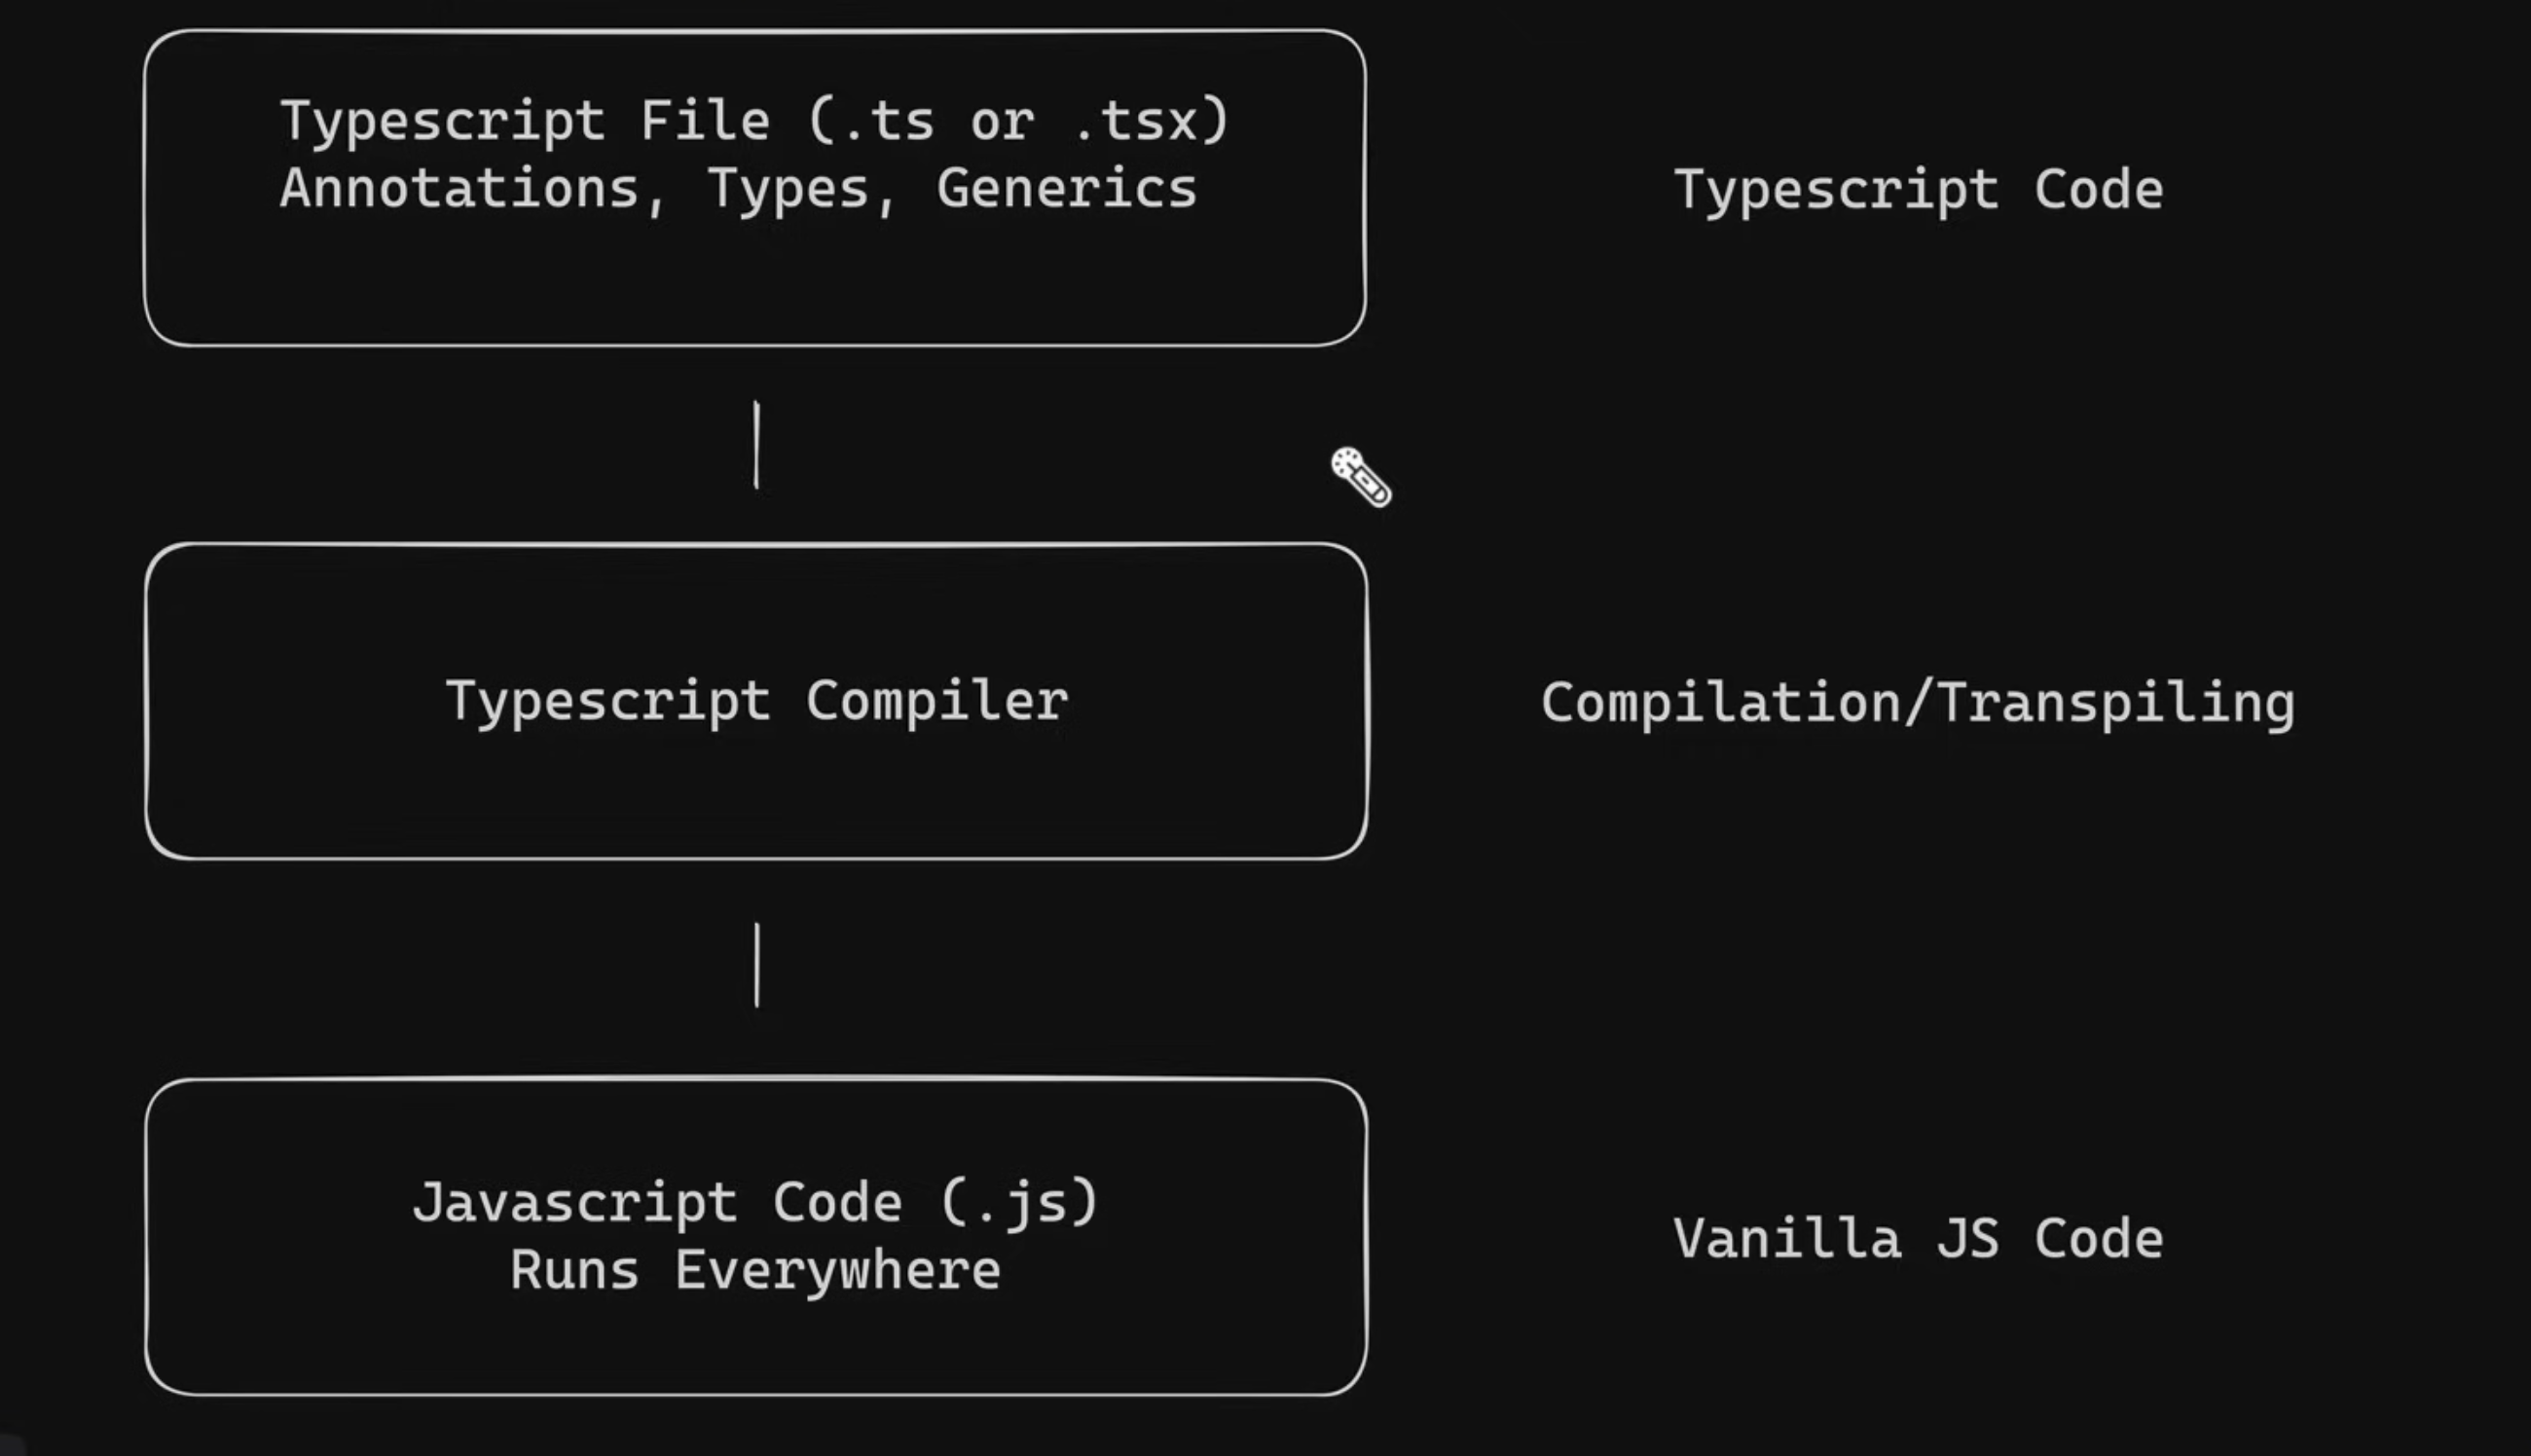 Typescript File (.ts or .tsx)
Annotations, Types, Generics
Typescript Code
Typescript Compiler
Compilation/Transpiling
Javascript Code (.js)
Runs Everywhere
Vanilla JS Code